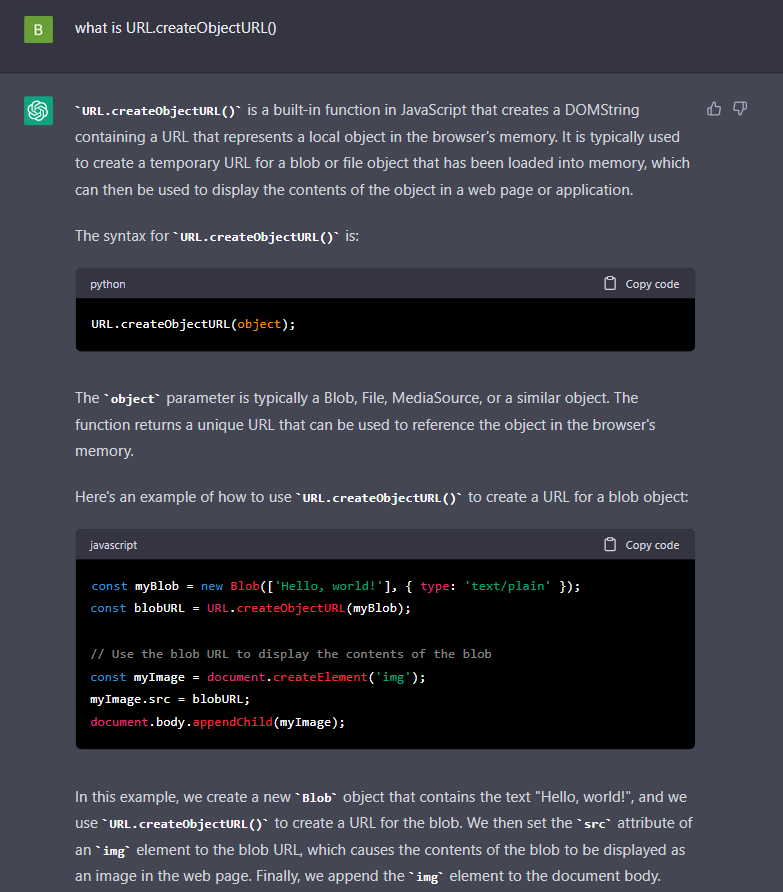 B
what is URL.createObjectURL()
`URL.createObjectURL()` is a built-in function in JavaScript that creates a DOMString
containing a URL that represents a local object in the browser's memory. It is typically used
to create a temporary URL for a blob or file object that has been loaded into memory, which
can then be used to display the contents of the object in a web page or application.
The syntax for `URL.createObjectURL()` is:
python
Copy code
URL.createObjectURL(object);
The `object` parameter is typically a Blob, File, MediaSource, or a similar object. The
function returns a unique URL that can be used to reference the object in the browser's
memory.
Here's an example of how to use `URL.createObjectURL()` to create a URL for a blob object:
javascript
Copy code
const myBlob = new Blob(['Hello, world!'], { type: 'text/plain' });
const blobURL = URL.createObjectURL(myBlob);
// Use the blob URL to display the contents of the blob
const myImage = document.createElement('img');
myImage.src = blobURL;
document.body.appendChild(myImage);
In this example, we create a new `Blob` object that contains the text "Hello, world!", and we
use `URL.createObjectURL()` to create a URL for the blob. We then set the `src` attribute of
an `img` element to the blob URL, which causes the contents of the blob to be displayed as
an image in the web page. Finally, we append the `img` element to the document body.